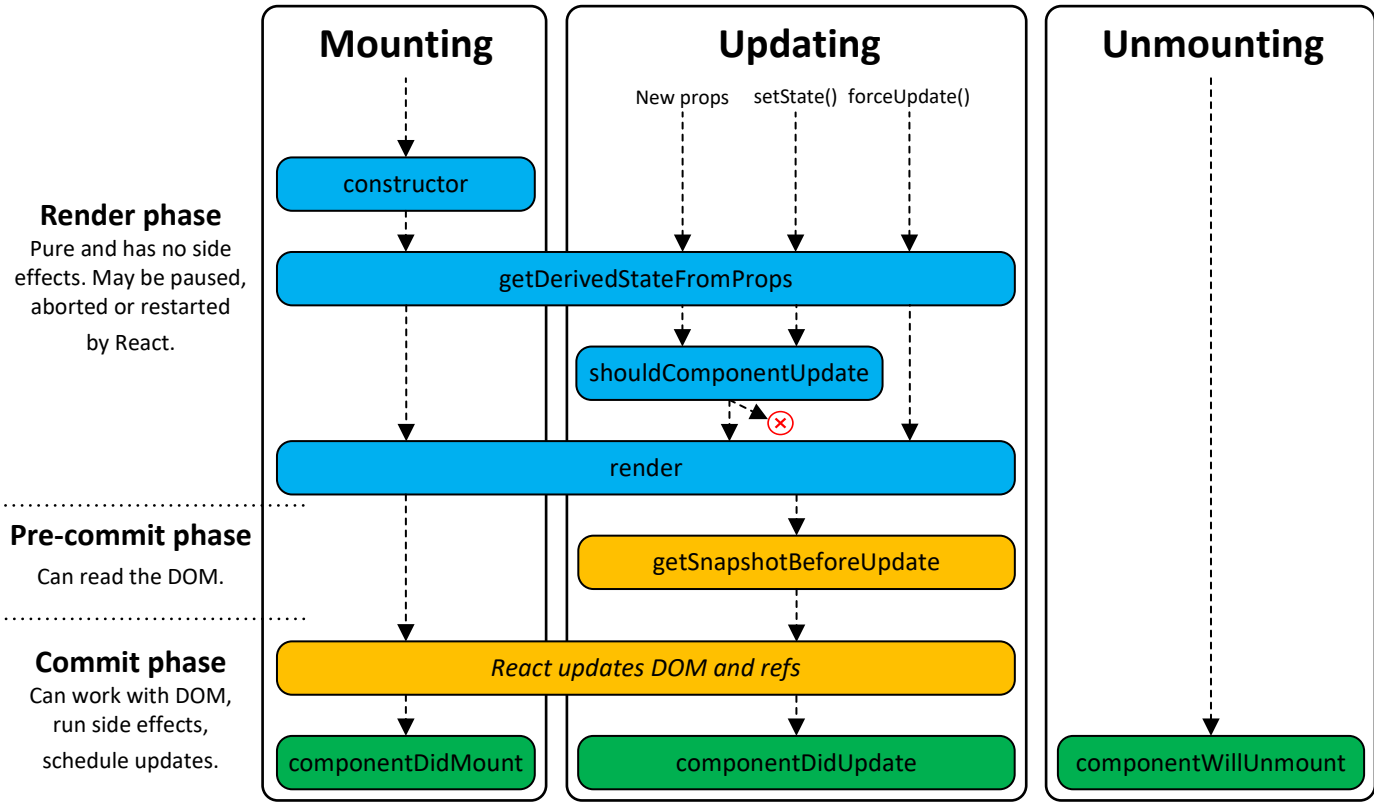 Mounting
Updating
Unmounting
New props
setState()
forceUpdate()
constructor
Render phase
Pure and has no side
effects. May be paused,
aborted or restarted
by React.
getDerivedStateFromProps
shouldComponentUpdate
render
Pre-commit phase
Can read the DOM.
getSnapshotBeforeUpdate
Commit phase
Can work with DOM,
run side effects,
schedule updates.
React updates DOM and refs
componentDidMount
componentDidUpdate
componentWillUnmount